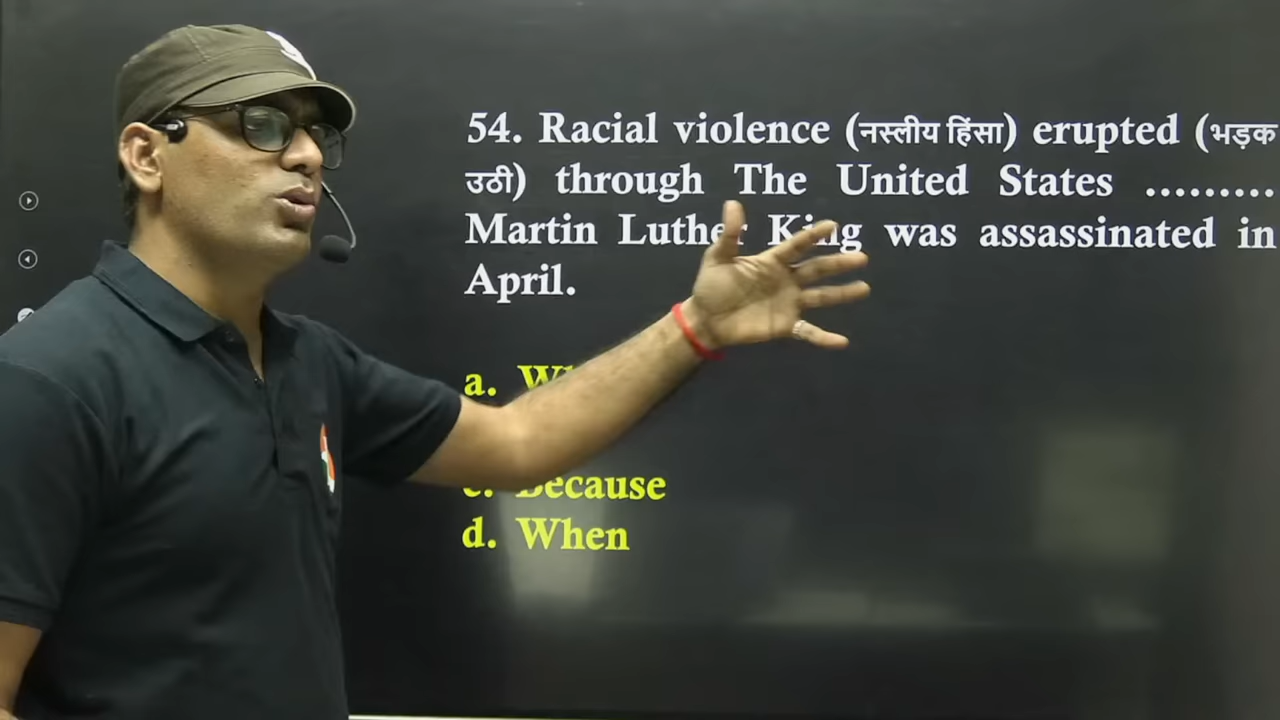 54. Racial violence (नस्लीय हिंसा) erupted (भड़क
उठी) through The United States .........
Martin Luther King was assassinated in
April.
a.
c. Because
d. When